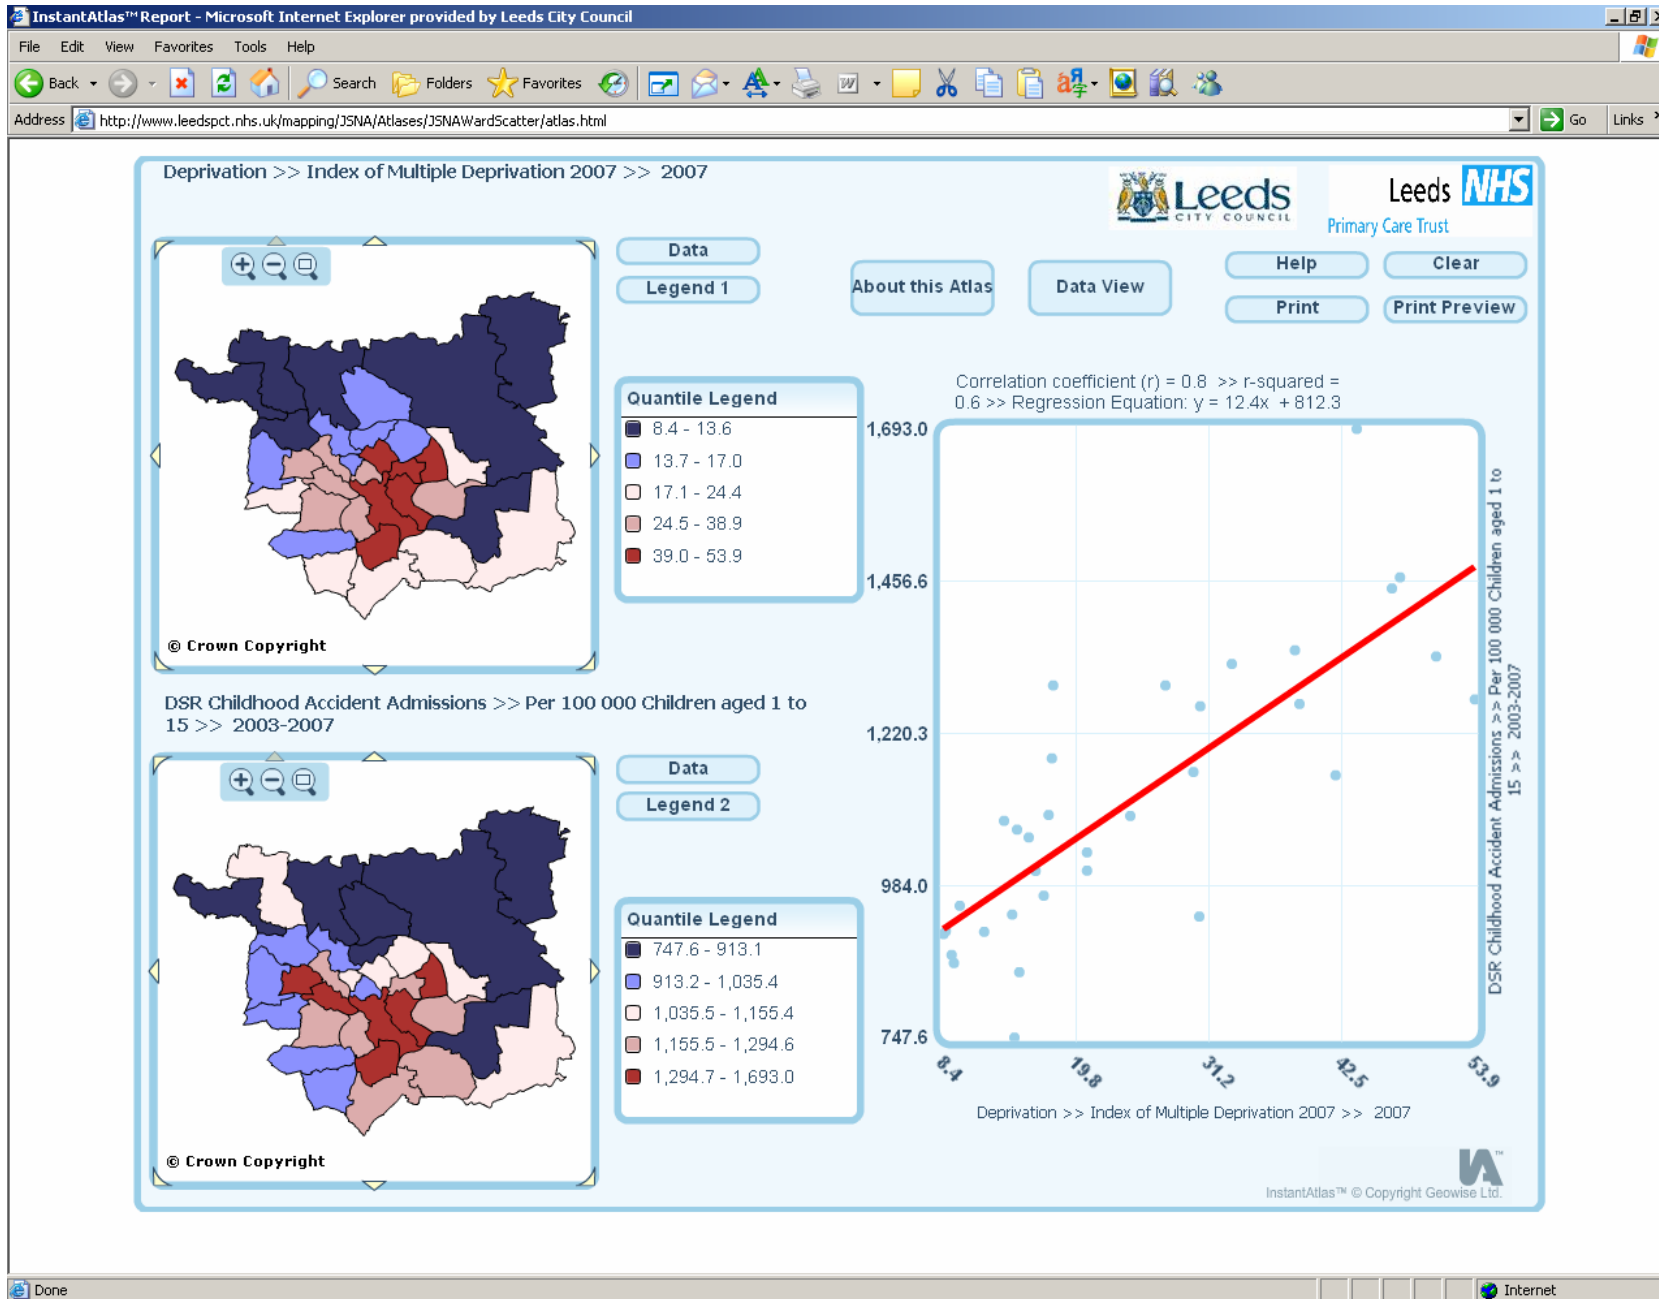 InstantAtlas™ Report - Microsoft Internet Explorer provided by Leeds City Council
File Edit View Favorites Tools Help
Back Search Folders Favorites
Address http://www.leedspct.nhs.uk/mapping/JSNA/Atlases/JSNAWardScatter/atlas.html Go Links
Deprivation >> Index of Multiple Deprivation 2007 >> 2007
Leeds
CITY COUNCIL
Leeds NHS
Primary Care Trust
Data
Legend 1
About this Atlas
Data View
Help
Clear
Print
Print Preview
Quantile Legend
8.4 - 13.6
13.7 - 17.0
17.1 - 24.4
24.5 - 38.9
39.0 - 53.9
© Crown Copyright
DSR Childhood Accident Admissions >> Per 100 000 Children aged 1 to
15 >> 2003-2007
Data
Legend 2
Quantile Legend
747.6 - 913.1
913.2 - 1,035.4
1,035.5 - 1,155.4
1,155.5 - 1,294.6
1,294.7 - 1,693.0
© Crown Copyright
Correlation coefficient (r) = 0.8 >> r-squared =
0.6 >> Regression Equation: y = 12.4x + 812.3
1,693.0
1,456.6
1,220.3
984.0
747.6
8.4
19.8
31.2
42.5
53.9
Deprivation >> Index of Multiple Deprivation 2007 >> 2007
DSR Childhood Accident Admissions >> Per 100 000 Children aged 1 to
15 >> 2003-2007
IA™
InstantAtlas™ © Copyright Geowise Ltd.
Done
Internet